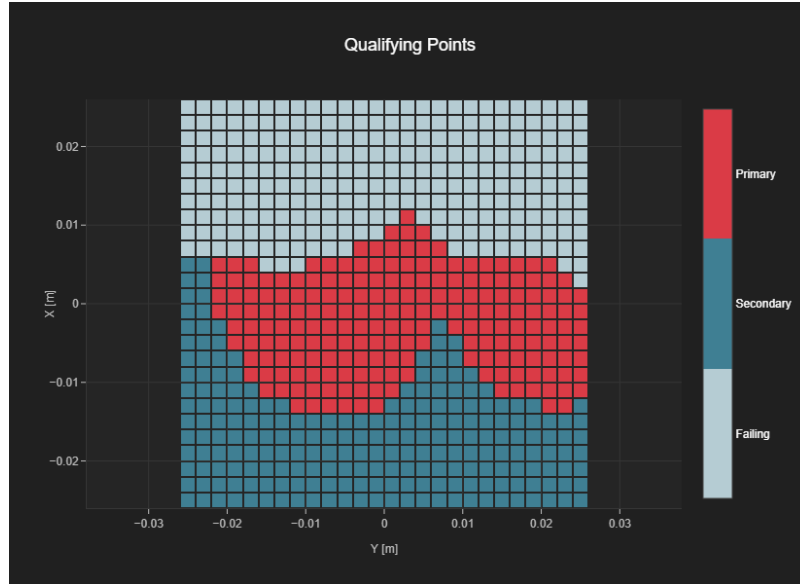 Qualifying Points
0.02
0.01
0
−0.01
−0.02
X [m]
−0.03
−0.02
−0.01
0
0.01
0.02
0.03
Y [m]
Primary
Secondary
Failing